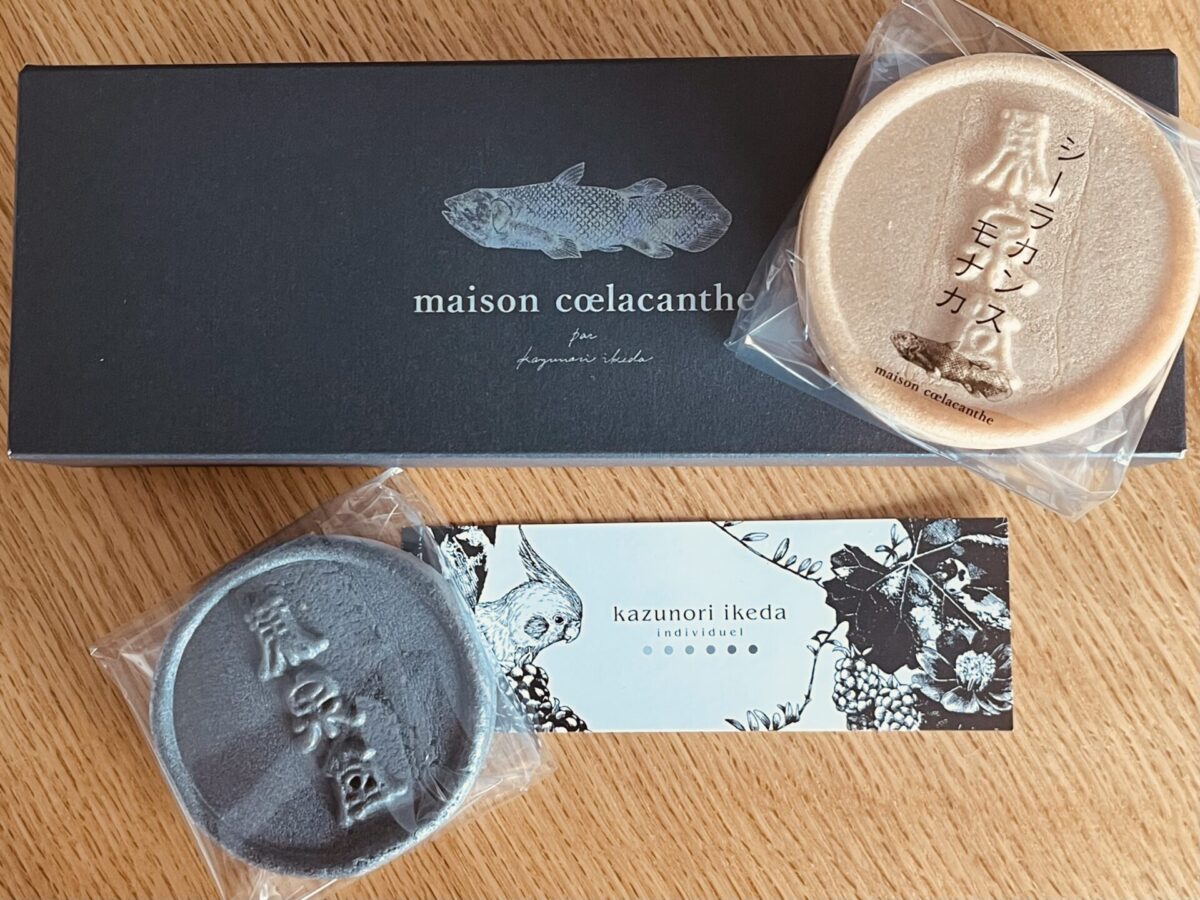 maison cœlacanthe
par
kazunori ikeda
シーラカンス
モナカ
maison cœlacanthe
kazunori ikeda
individuel